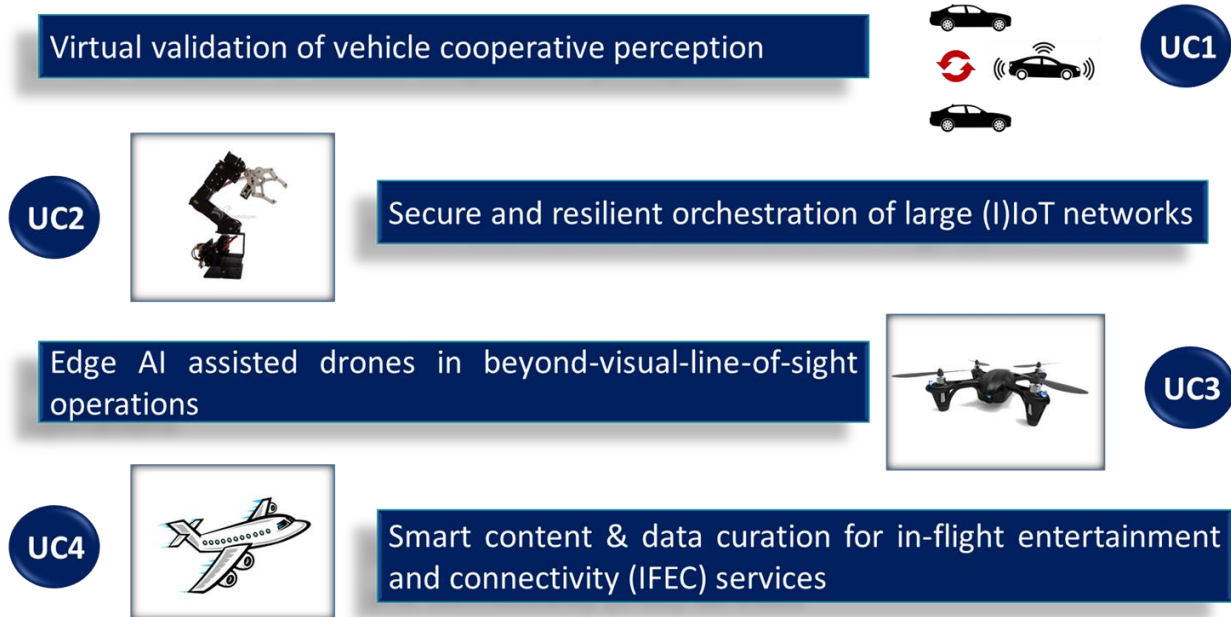 Virtual validation of vehicle cooperative perception
UC1
UC2
Secure and resilient orchestration of large (I)IoT networks
Edge AI assisted drones in beyond-visual-line-of-sight
operations
UC3
UC4
Smart content & data curation for in-flight entertainment
and connectivity (IFEC) services